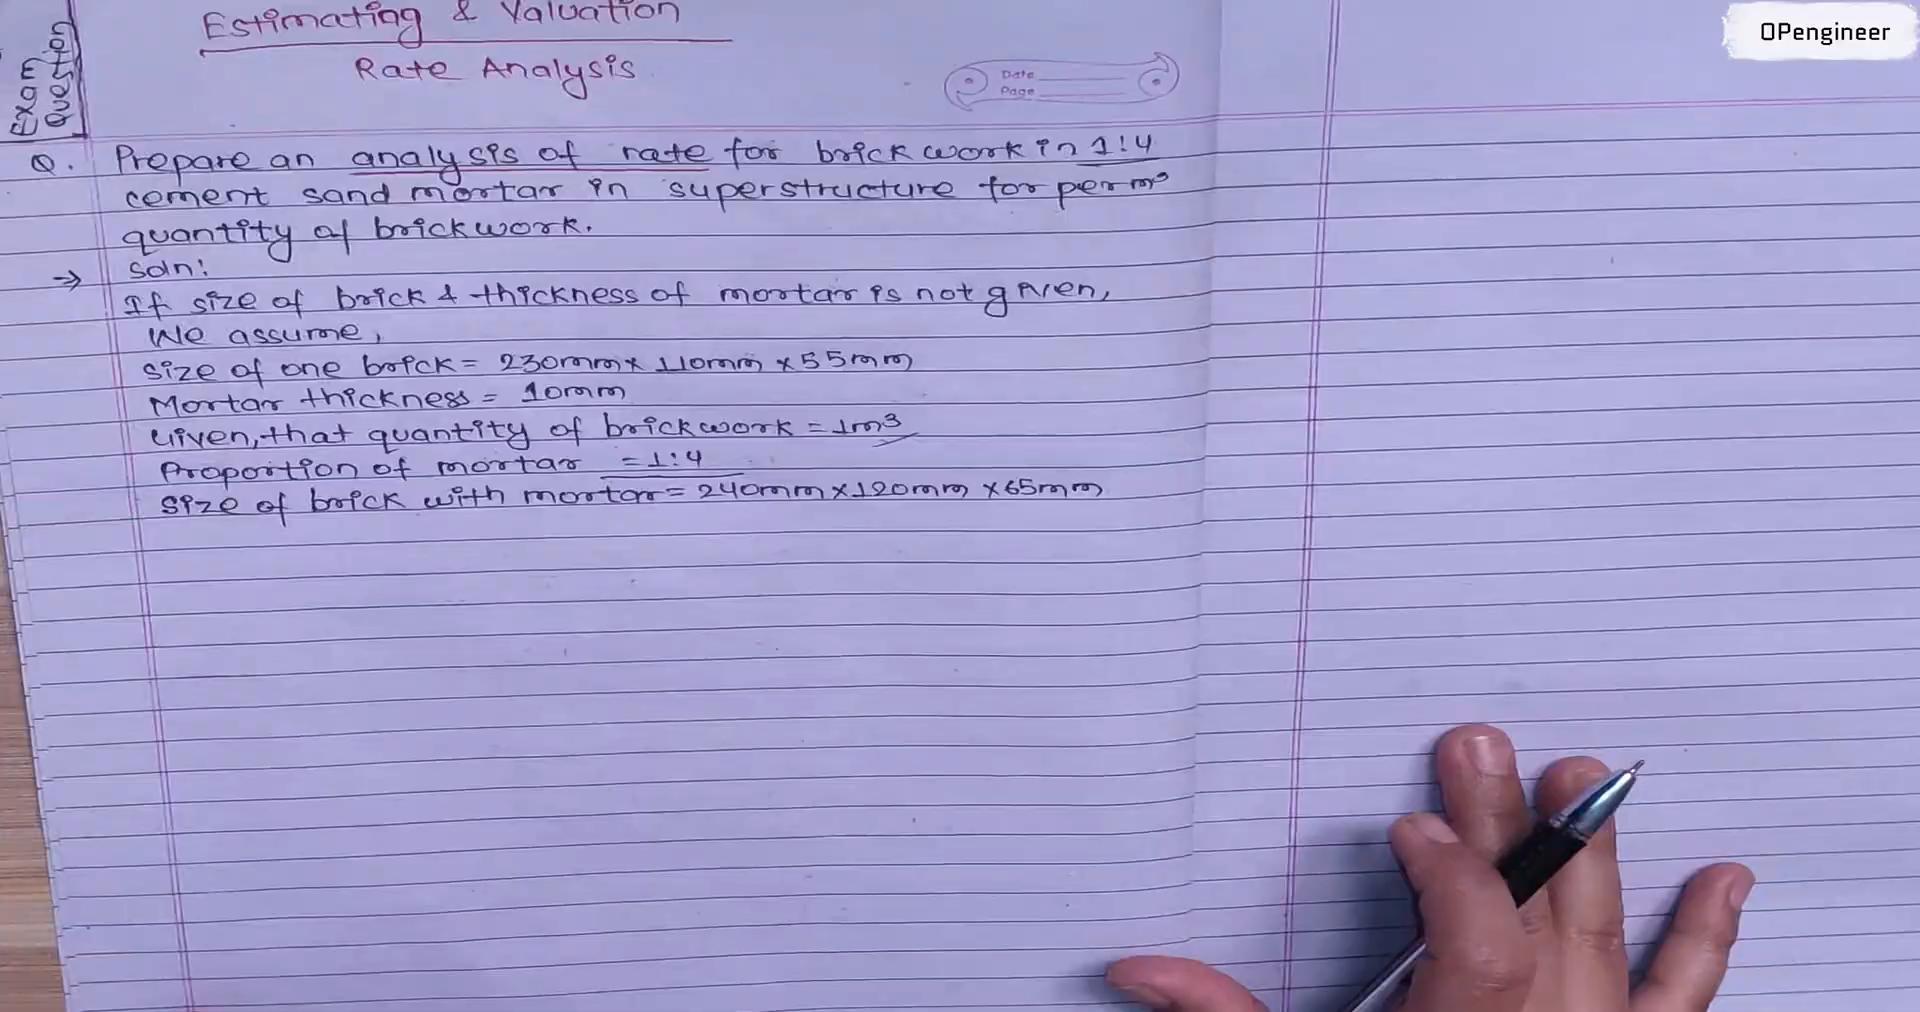 OPengineer
Exam
Question
Estimating & Valuation
Rate Analysis
Date
Page
Q. Prepare an analysis of rate for brick work in 1:4
cement sand mortar in superstructure for per m³
quantity of brickwork.
→ Soln:
If size of brick & thickness of mortar is not given,
We assume,
Size of one brick = 230mm × 110mm × 55mm
Mortar thickness = 10mm
Given, that quantity of brickwork = 1m³
Proportion of mortar = 1:4
Size of brick with mortar = 240mm × 120mm × 65mm